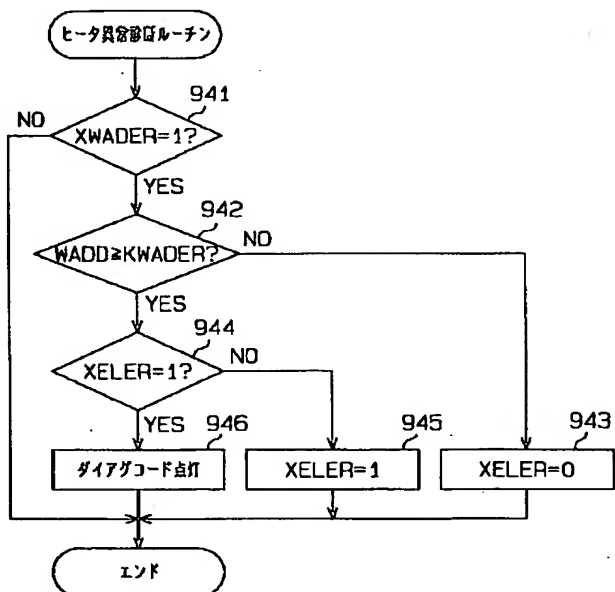 ヒータ異常診断ルーチン
941
NO
XWADER=1?
YES
942
WADD≧KWADER?
NO
YES
944
XELER=1?
NO
YES
946
945
943
ダイアグコード点灯
XELER=1
XELER=0
エンド